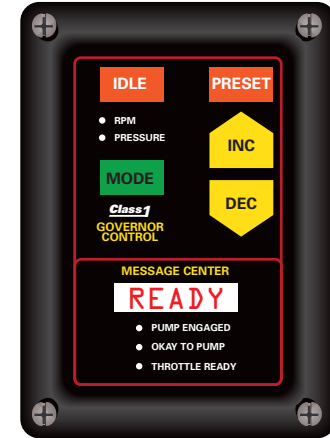 IDLE
PRESET
RPM
PRESSURE
INC
MODE
DEC
Class1
GOVERNOR
CONTROL
MESSAGE CENTER
READY
PUMP ENGAGED
OKAY TO PUMP
THROTTLE READY